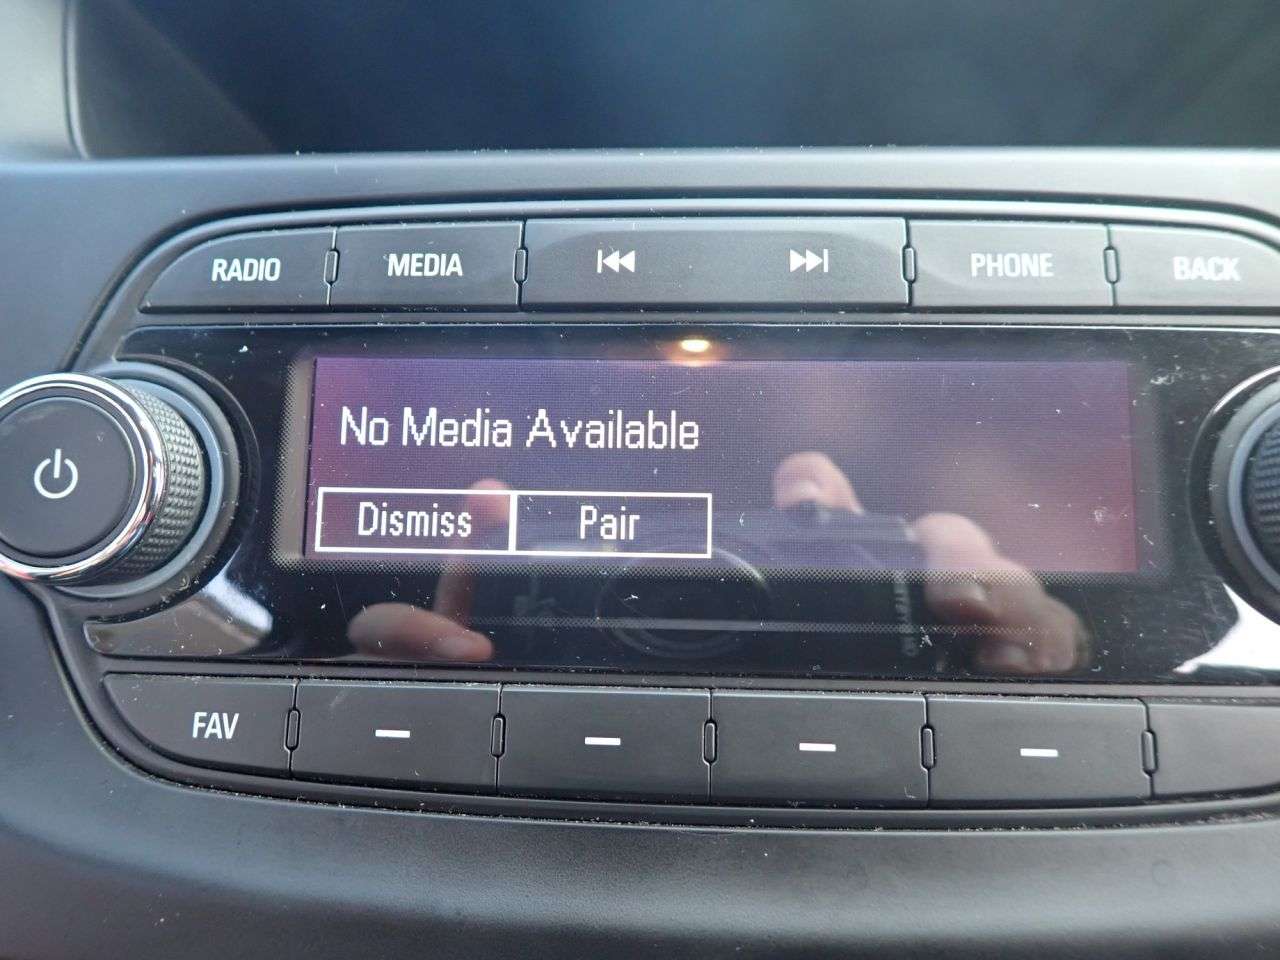 RADIO MEDIA PHONE BACK
No Media Available
Dismiss Pair
FAV